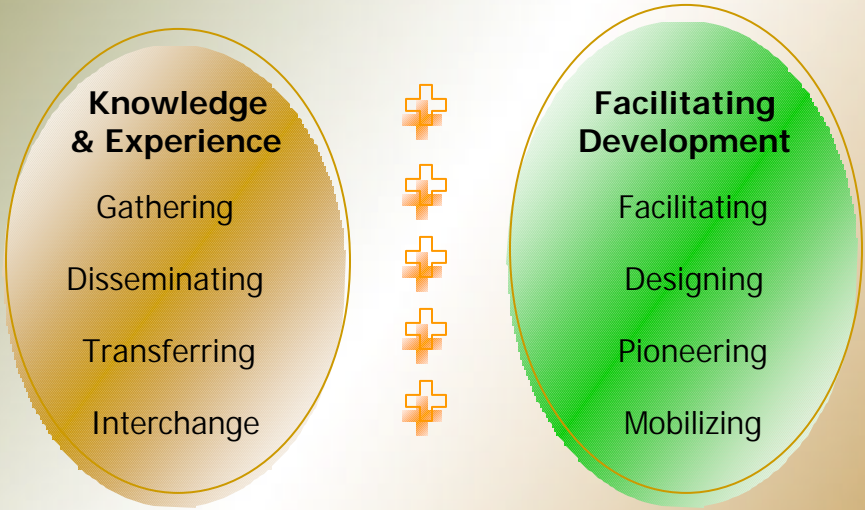 Knowledge
& Experience
Gathering
Disseminating
Transferring
Interchange
Facilitating
Development
Facilitating
Designing
Pioneering
Mobilizing